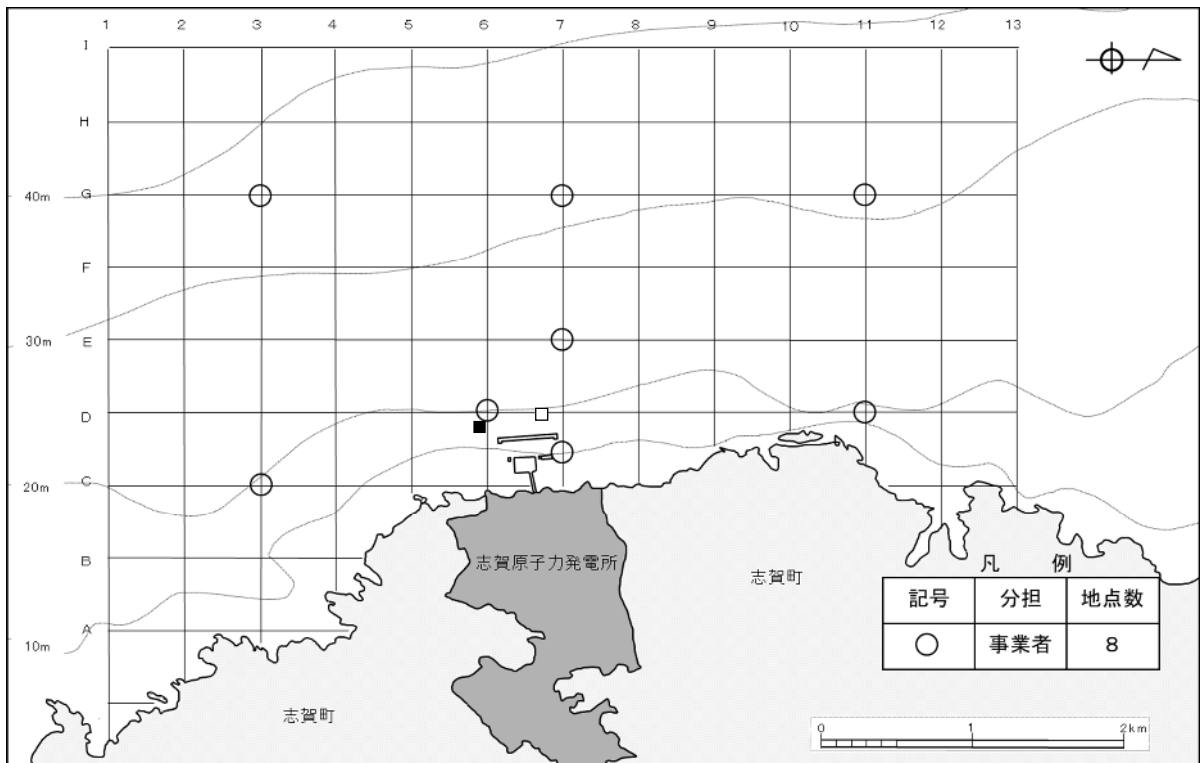 1 2 3 4 5 6 7 8 9 10 11 12 13
I
H
40m G
F
30m E
D
20m C
B
10m A
志賀原子力発電所
志賀町
志賀町
凡 例
記号 分担 地点数
○ 事業者 8
0 1 2km